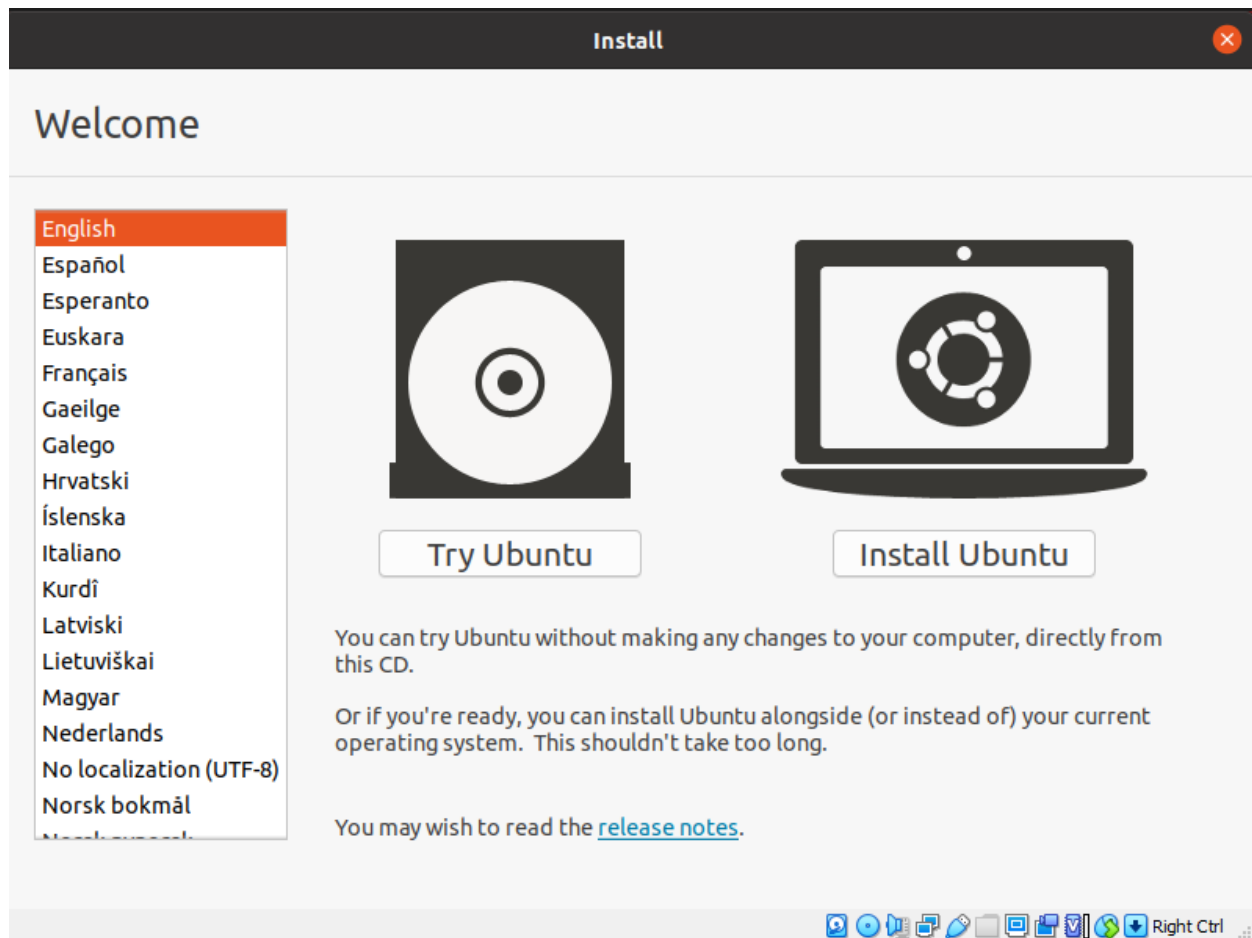 Install
Welcome
English
Español
Esperanto
Euskara
Français
Gaeilge
Galego
Hrvatski
Íslenska
Italiano
Kurdî
Latviski
Lietuviškai
Magyar
Nederlands
No localization (UTF-8)
Norsk bokmål
Try Ubuntu
Install Ubuntu
You can try Ubuntu without making any changes to your computer, directly from
this CD.
Or if you're ready, you can install Ubuntu alongside (or instead of) your current
operating system.  This shouldn't take too long.
You may wish to read the release notes.
Right Ctrl